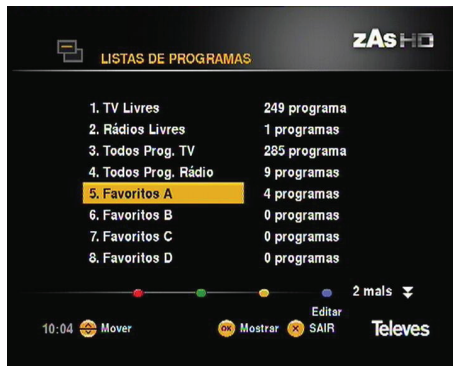 zAs HD
LISTAS DE PROGRAMAS
1. TV Livres 249 programa
2. Rádios Livres 1 programas
3. Todos Prog. TV 285 programa
4. Todos Prog. Rádio 9 programas
5. Favoritos A 4 programas
6. Favoritos B 0 programas
7. Favoritos C 0 programas
8. Favoritos D 0 programas
2 mais
Editar
10:04 Mover OK Mostrar X SAIR Televes